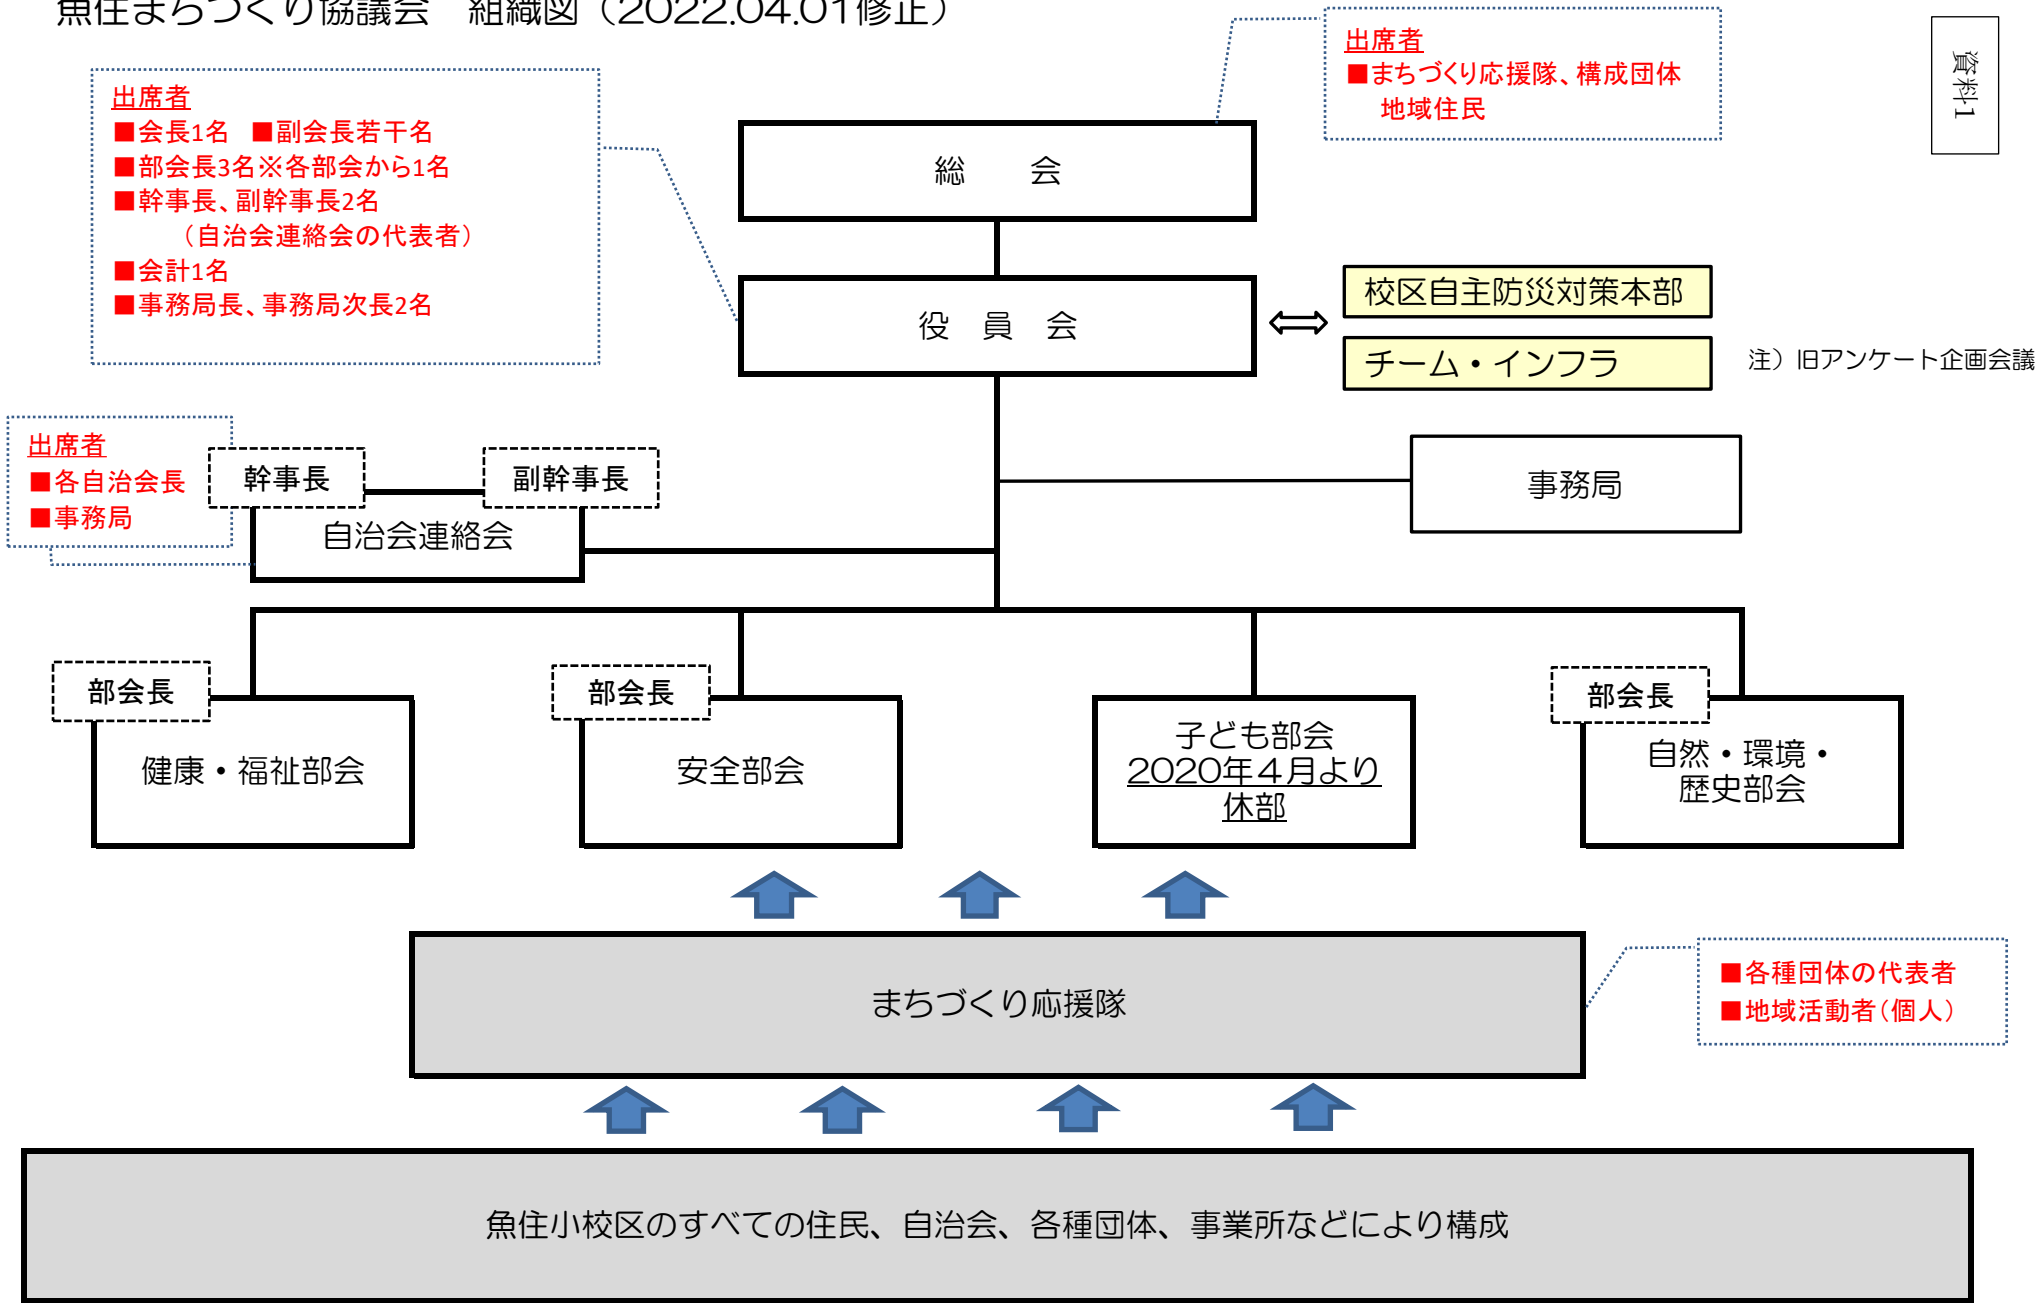 魚住まちづくり協議会　組織図（2022.04.01修正）
資料1
出席者
■まちづくり応援隊、構成団体
地域住民
出席者
■会長1名　■副会長若干名
■部会長3名※各部会から1名
■幹事長、副幹事長2名
（自治会連絡会の代表者）
■会計1名
■事務局長、事務局次長2名
総　会
役　員　会
校区自主防災対策本部
チーム・インフラ
注）旧アンケート企画会議
出席者
■各自治会長
■事務局
幹事長
副幹事長
自治会連絡会
事務局
部会長
健康・福祉部会
部会長
安全部会
子ども部会
2020年４月より
休部
部会長
自然・環境・
歴史部会
まちづくり応援隊
■各種団体の代表者
■地域活動者（個人）
魚住小校区のすべての住民、自治会、各種団体、事業所などにより構成